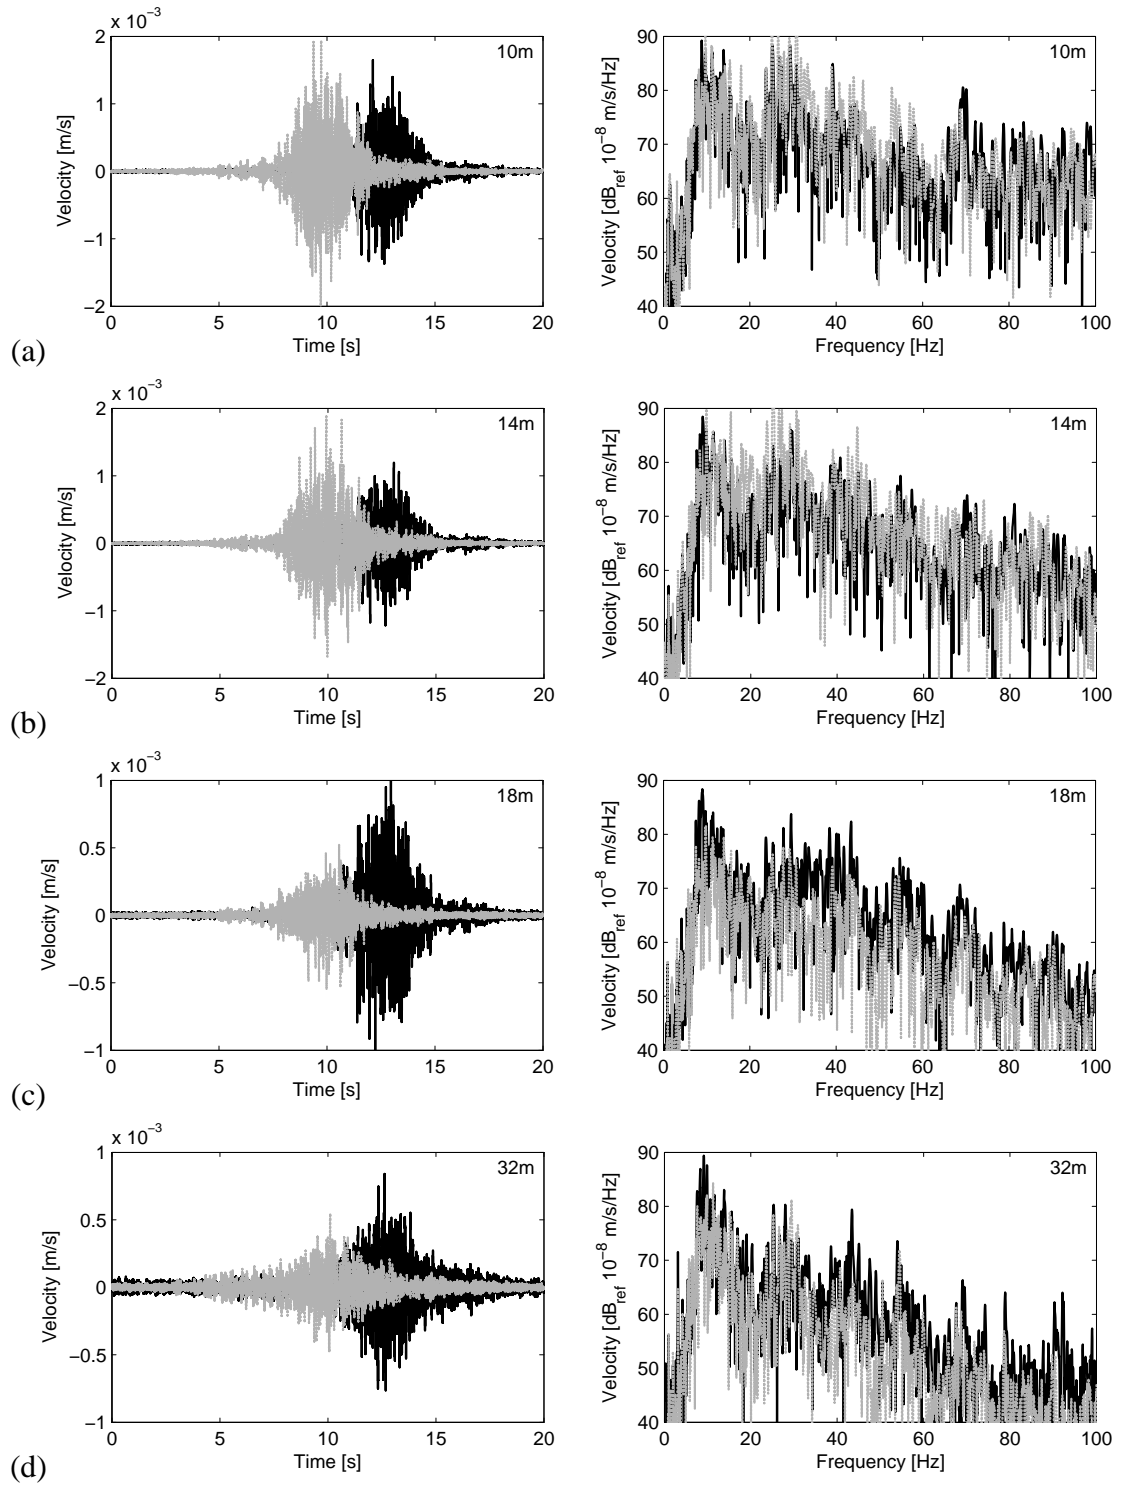 x 10⁻³
2
1
0
−1
−2
Velocity [m/s]
10m
0 5 10 15 20
Time [s]
90
80
70
60
50
40
Velocity [dB_ref 10⁻⁸ m/s/Hz]
10m
0 20 40 60 80 100
Frequency [Hz]
(a)
x 10⁻³
2
1
0
−1
−2
Velocity [m/s]
14m
0 5 10 15 20
Time [s]
90
80
70
60
50
40
Velocity [dB_ref 10⁻⁸ m/s/Hz]
14m
0 20 40 60 80 100
Frequency [Hz]
(b)
x 10⁻³
1
0.5
0
−0.5
−1
Velocity [m/s]
18m
0 5 10 15 20
Time [s]
90
80
70
60
50
40
Velocity [dB_ref 10⁻⁸ m/s/Hz]
18m
0 20 40 60 80 100
Frequency [Hz]
(c)
x 10⁻³
1
0.5
0
−0.5
−1
Velocity [m/s]
32m
0 5 10 15 20
Time [s]
90
80
70
60
50
40
Velocity [dB_ref 10⁻⁸ m/s/Hz]
32m
0 20 40 60 80 100
Frequency [Hz]
(d)